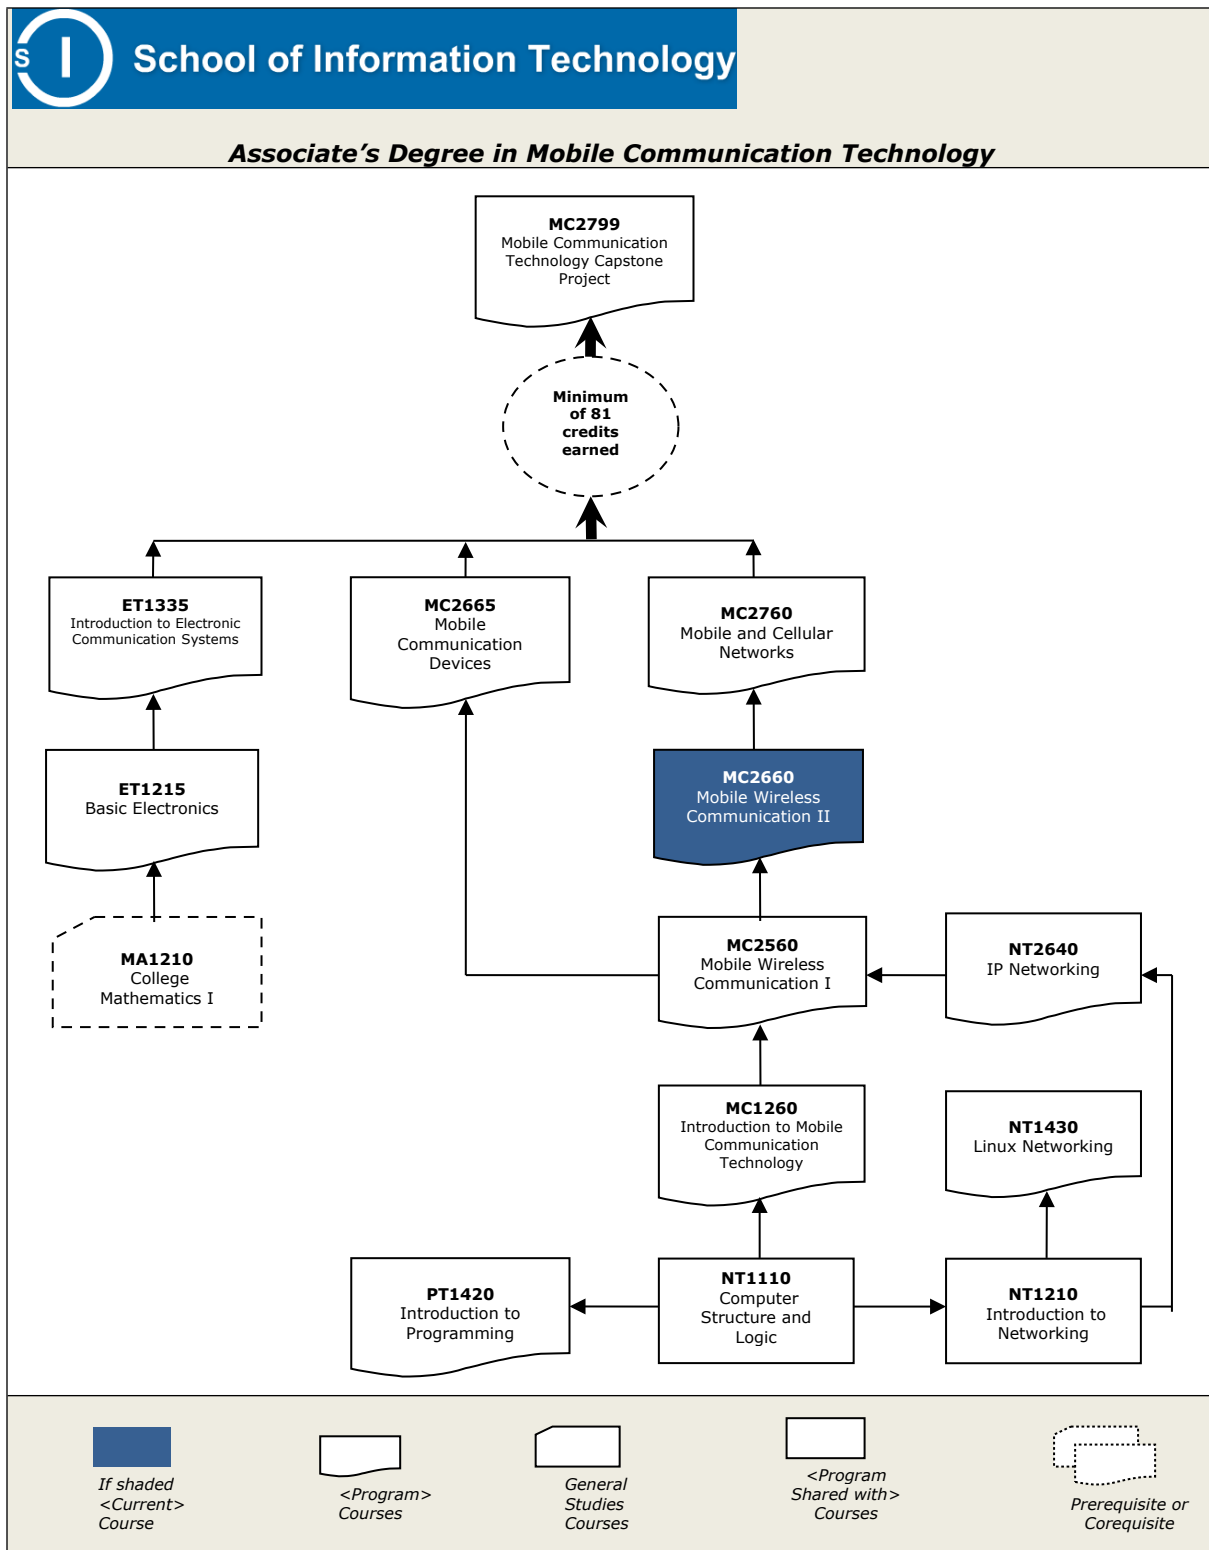 S I School of Information Technology
Associate's Degree in Mobile Communication Technology
MC2799
Mobile Communication
Technology Capstone
Project
Minimum
of 81
credits
earned
ET1335
Introduction to Electronic
Communication Systems
MC2665
Mobile
Communication
Devices
MC2760
Mobile and Cellular
Networks
ET1215
Basic Electronics
MC2660
Mobile Wireless
Communication II
MA1210
College
Mathematics I
MC2560
Mobile Wireless
Communication I
NT2640
IP Networking
MC1260
Introduction to Mobile
Communication
Technology
NT1430
Linux Networking
PT1420
Introduction to
Programming
NT1110
Computer
Structure and
Logic
NT1210
Introduction to
Networking
If shaded
<Current>
Course
<Program>
Courses
General
Studies
Courses
<Program
Shared with>
Courses
Prerequisite or
Corequisite